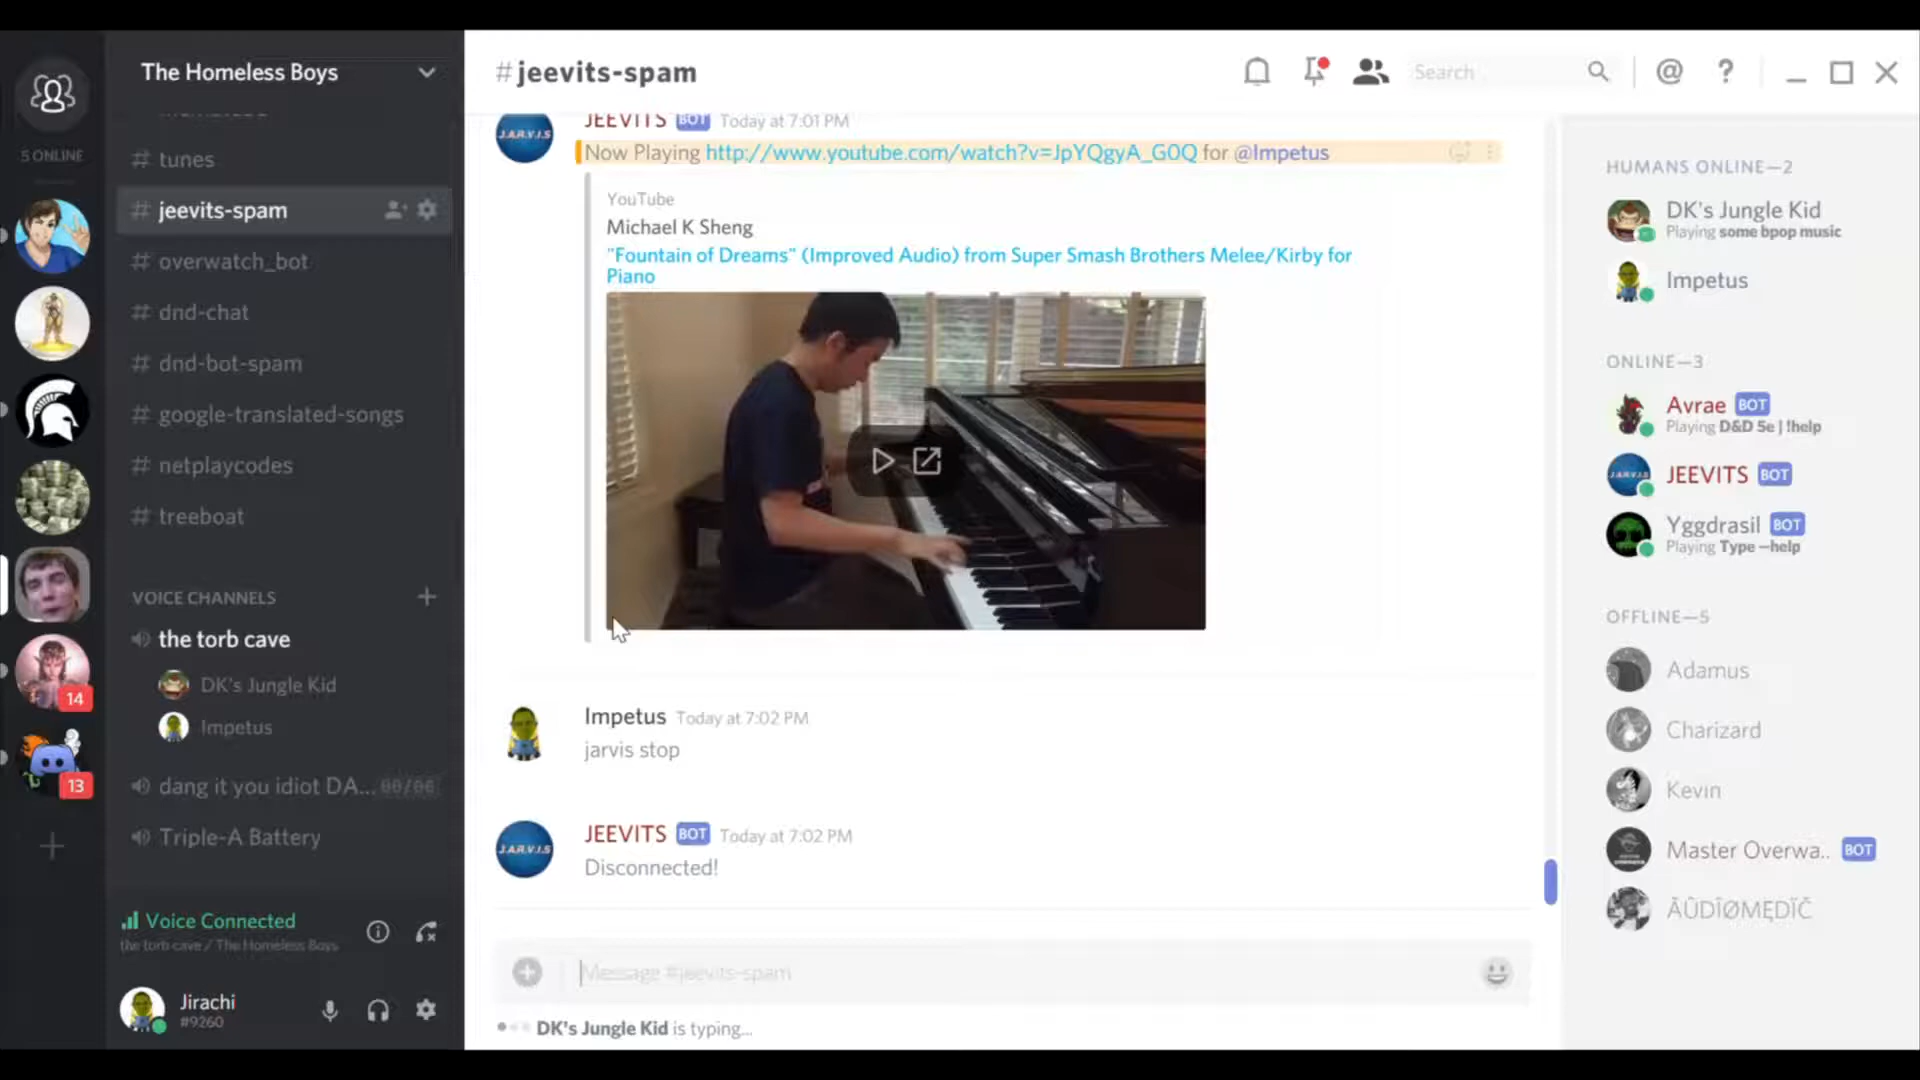 5 ONLINE
14
13
The Homeless Boys
# tunes
# jeevits-spam
# overwatch_bot
# dnd-chat
# dnd-bot-spam
# google-translated-songs
# netplaycodes
# treeboat
VOICE CHANNELS
the torb cave
DK's Jungle Kid
Impetus
dang it you idiot DA... 00/06
Triple-A Battery
Voice Connected
the torb cave / The Homeless Boys
Jirachi
#9260
#jeevits-spam
Search
JEEVITS BOT Today at 7:01 PM
J.A.R.V.I.S
Now Playing http://www.youtube.com/watch?v=JpYQgyA_G0Q for @Impetus
YouTube
Michael K Sheng
"Fountain of Dreams" (Improved Audio) from Super Smash Brothers Melee/Kirby for
Piano
Impetus Today at 7:02 PM
jarvis stop
JEEVITS BOT Today at 7:02 PM
J.A.R.V.I.S
Disconnected!
Message #jeevits-spam
DK's Jungle Kid is typing...
HUMANS ONLINE—2
DK's Jungle Kid
Playing some bpop music
Impetus
ONLINE—3
Avrae BOT
Playing D&D 5e | !help
JEEVITS BOT
J.A.R.V.I.S
Yggdrasil BOT
Playing Type --help
OFFLINE—5
Adamus
Charizard
Kevin
Master Overwa.. BOT